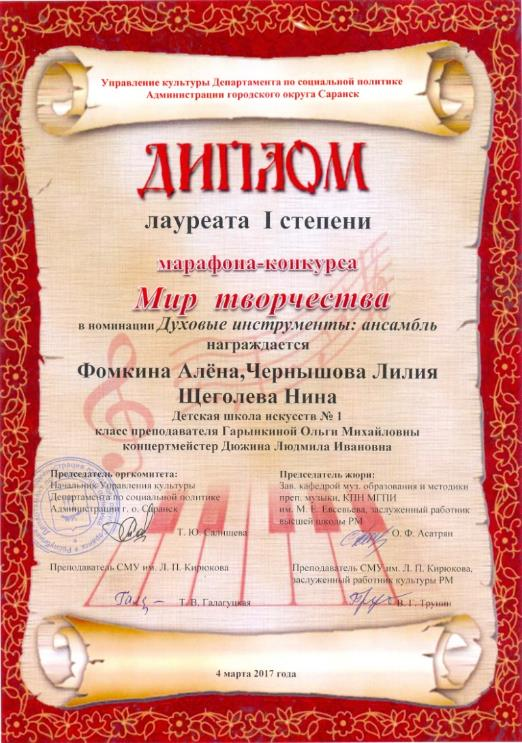 Управление культуры Департамента по социальной политике
Администрации городского округа Саранск
ДИПЛОМ
лауреата I степени
марафона-конкурса
Мир творчества
в номинации Духовые инструменты: ансамбль
награждается
Фомкина Алёна,Чернышова Лилия
Щеголева Нина
Детская школа искусств № 1
класс преподавателя Гарынкиной Ольги Михайловны
концертмейстер Дюжина Людмила Ивановна
Председатель оргкомитета:
Начальник Управления культуры
Департамента по социальной политике
Администрации г. о. Саранск
Т. Ю. Салищева
Председатель жюри:
Зав. кафедрой муз. образования и методики
преп. музыки, КПН МГПИ
им. М. Е. Евсевьева, заслуженный работник
высшей школы РМ
О. Ф. Асатрян
Преподаватель СМУ им. Л. П. Кирюкова
Т. В. Галагуцкая
Преподаватель СМУ им. Л. П. Кирюкова,
заслуженный работник культуры РМ
В. Г. Трунин
4 марта 2017 года